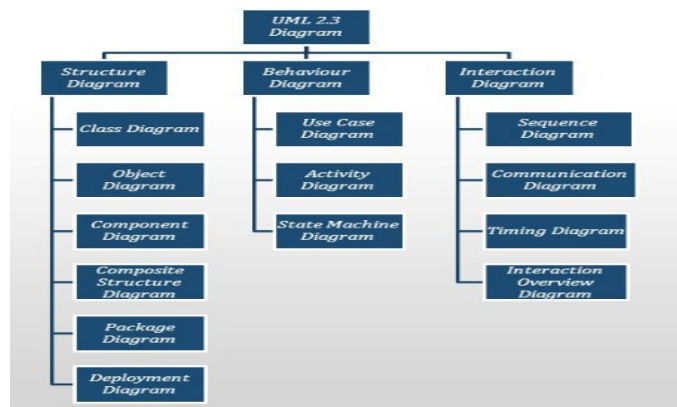 UML 2.3
Diagram
Structure
Diagram
Class Diagram
Object
Diagram
Component
Diagram
Composite
Structure
Diagram
Package
Diagram
Deployment
Diagram
Behaviour
Diagram
Use Case
Diagram
Activity
Diagram
State Machine
Diagram
Interaction
Diagram
Sequence
Diagram
Communication
Diagram
Timing Diagram
Interaction
Overview
Diagram